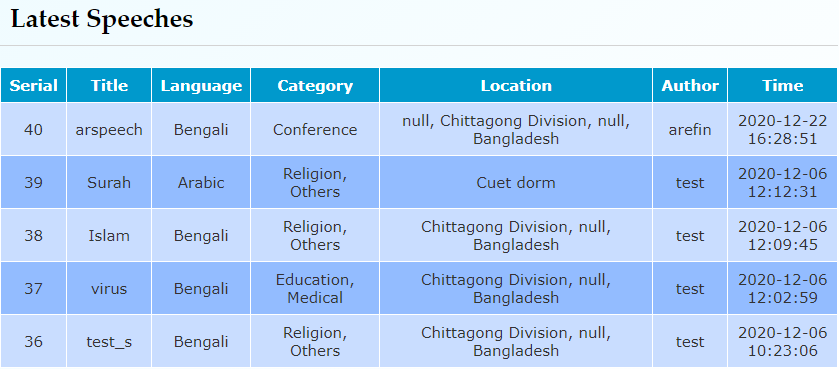 Latest Speeches
Serial Title Language Category Location Author Time
40 arspeech Bengali Conference null, Chittagong Division, null, Bangladesh arefin 2020-12-22 16:28:51
39 Surah Arabic Religion, Others Cuet dorm test 2020-12-06 12:12:31
38 Islam Bengali Religion, Others Chittagong Division, null, Bangladesh test 2020-12-06 12:09:45
37 virus Bengali Education, Medical Chittagong Division, null, Bangladesh test 2020-12-06 12:02:59
36 test_s Bengali Religion, Others Chittagong Division, null, Bangladesh test 2020-12-06 10:23:06